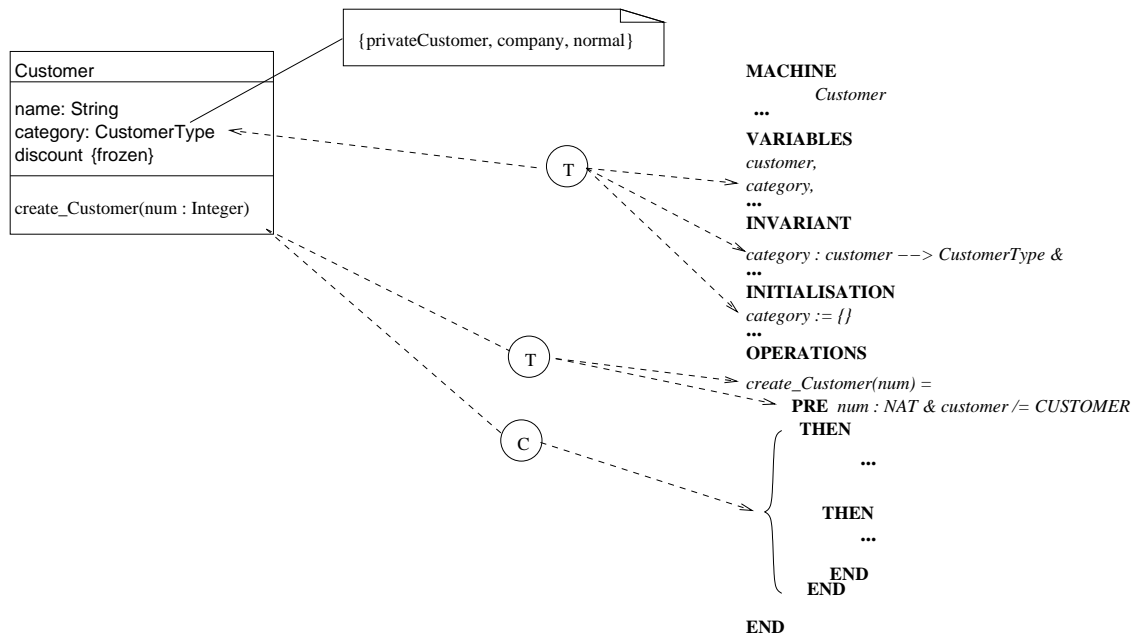 {privateCustomer, company, normal}
Customer
name: String
category: CustomerType
discount {frozen}
create_Customer(num : Integer)
T
T
C
MACHINE
Customer
...
VARIABLES
customer,
category,
...
INVARIANT
category : customer −−> CustomerType &
...
INITIALISATION
category := {}
...
OPERATIONS
create_Customer(num) =
PRE num : NAT & customer /= CUSTOMER
THEN
...
THEN
...
END
END
END